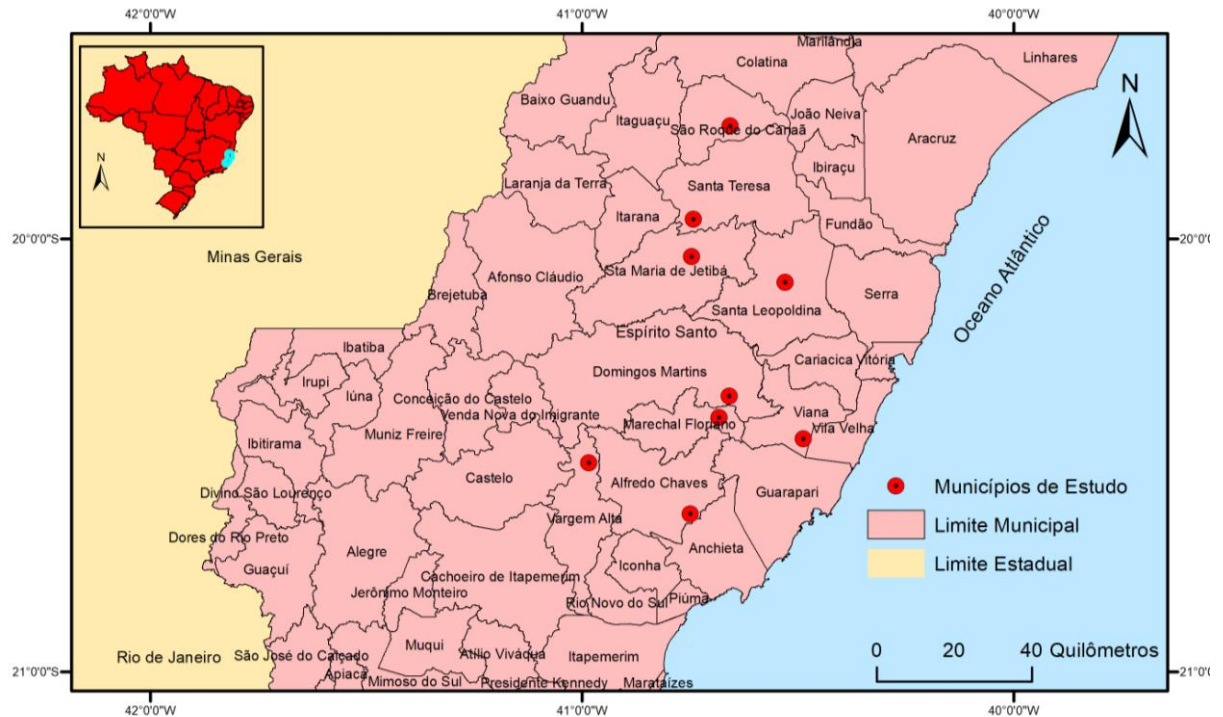 42°0'0"W
41°0'0"W
40°0'0"W
Marilândia
Linhares
Colatina
N
Baixo Guandu
Itaguaçu
João Neiva
São Roque do Canaã
Aracruz
N
Ibiraçu
Laranja da Terra
Santa Teresa
Itarana
Fundão
20°0'0"S
20°0'0"S
Minas Gerais
Afonso Cláudio
Sta Maria de Jetibá
Oceano Atlântico
Brejetuba
Serra
Santa Leopoldina
Espírito Santo
Ibatiba
Cariacica
Vitória
Irupi
Domingos Martins
Iúna
Conceição do Castelo
Venda Nova do Imigrante
Viana
Marechal Floriano
Vila Velha
Muniz Freire
Ibitirama
Castelo
Alfredo Chaves
Guarapari
Municípios de Estudo
Divino São Lourenço
Vargem Alta
Limite Municipal
Dores do Rio Preto
Alegre
Anchieta
Guaçuí
Iconha
Limite Estadual
Cachoeiro de Itapemerim
Jerônimo Monteiro
Rio Novo do Sul
Piúma
Muqui
0 20 40 Quilômetros
Rio de Janeiro
São José do Calçado
Atílio Vivácqua
Itapemerim
21°0'0"S
21°0'0"S
Apiacá
Mimoso do Sul
Presidente Kennedy
Marataízes
42°0'0"W
41°0'0"W
40°0'0"W